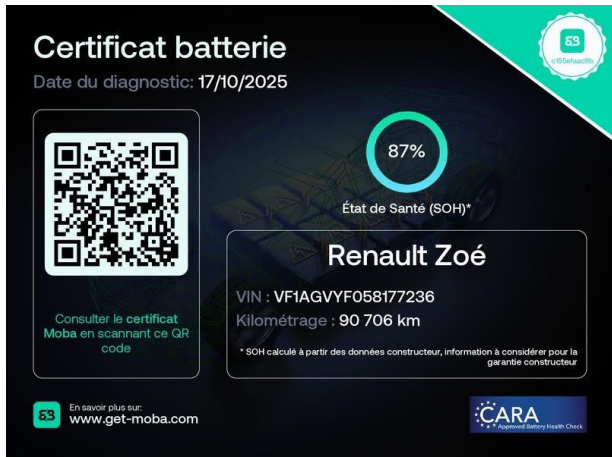 Certificat batterie
Date du diagnostic: 17/10/2025
c155efaac8b
87%
État de Santé (SOH)*
Renault Zoé
VIN : VF1AGVYF058177236
Kilométrage : 90 706 km
* SOH calculé à partir des données constructeur, information à considérer pour la
garantie constructeur
Consulter le certificat
Moba en scannant ce QR
code
En savoir plus sur:
www.get-moba.com
CARA
Approved Battery Health Check